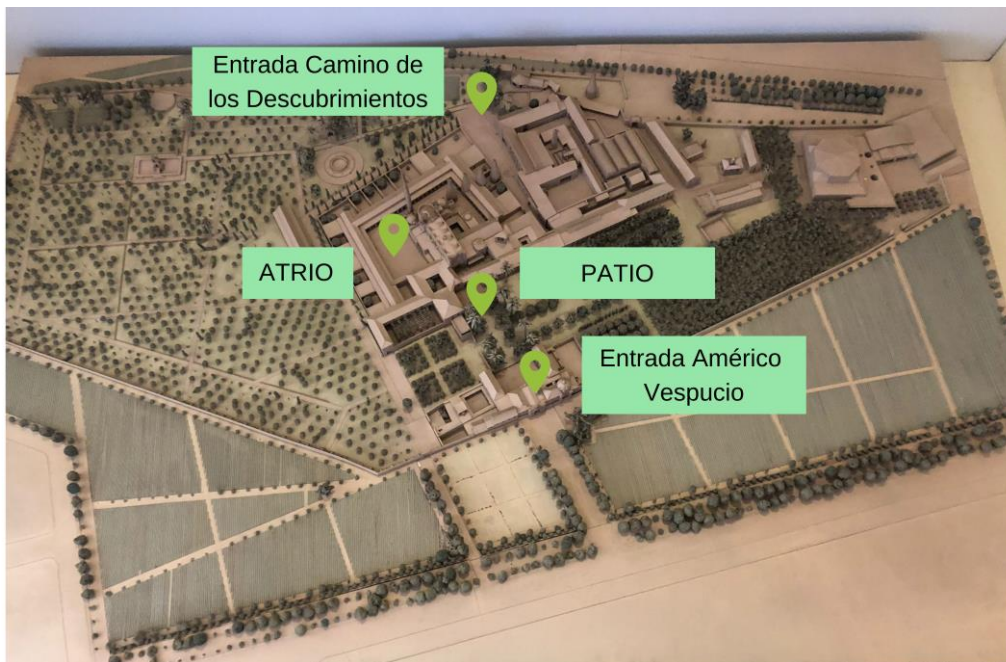 Entrada Camino de
los Descubrimientos
ATRIO
PATIO
Entrada Américo
Vespucio